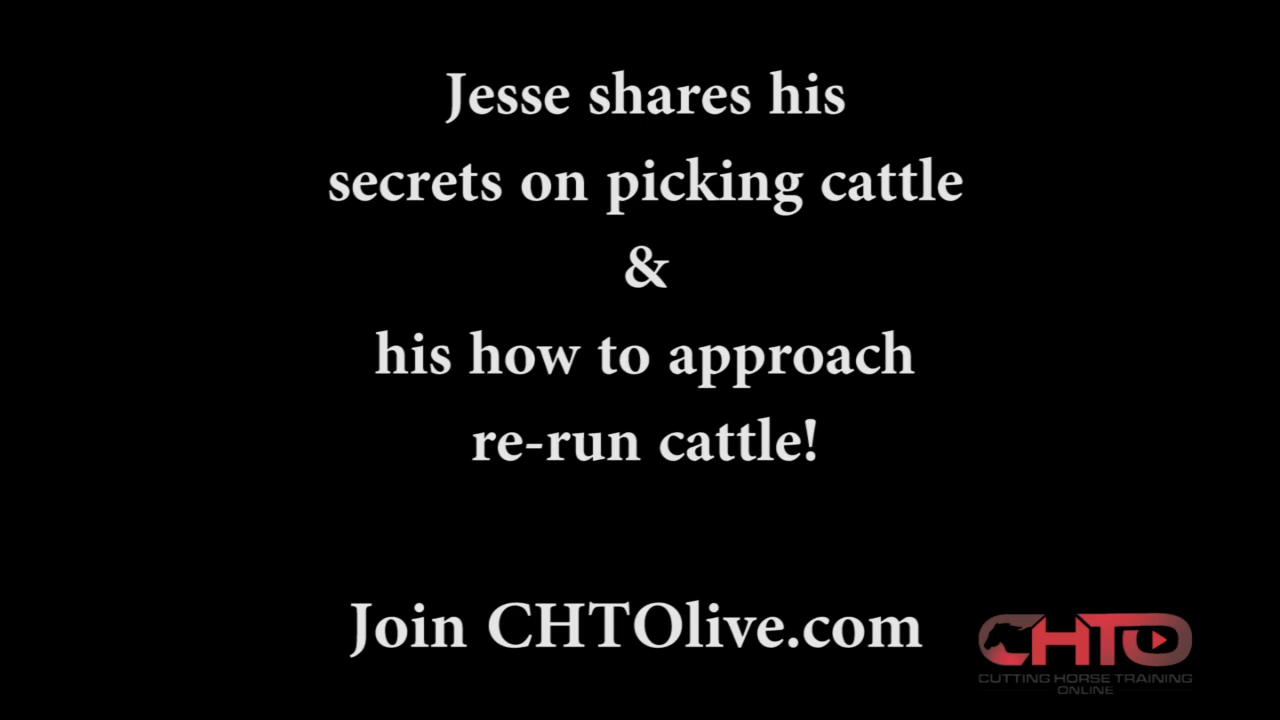 Jesse shares his
secrets on picking cattle
&
his how to approach
re-run cattle!
Join CHTOlive.com
CHTO
CUTTING HORSE TRAINING
ONLINE